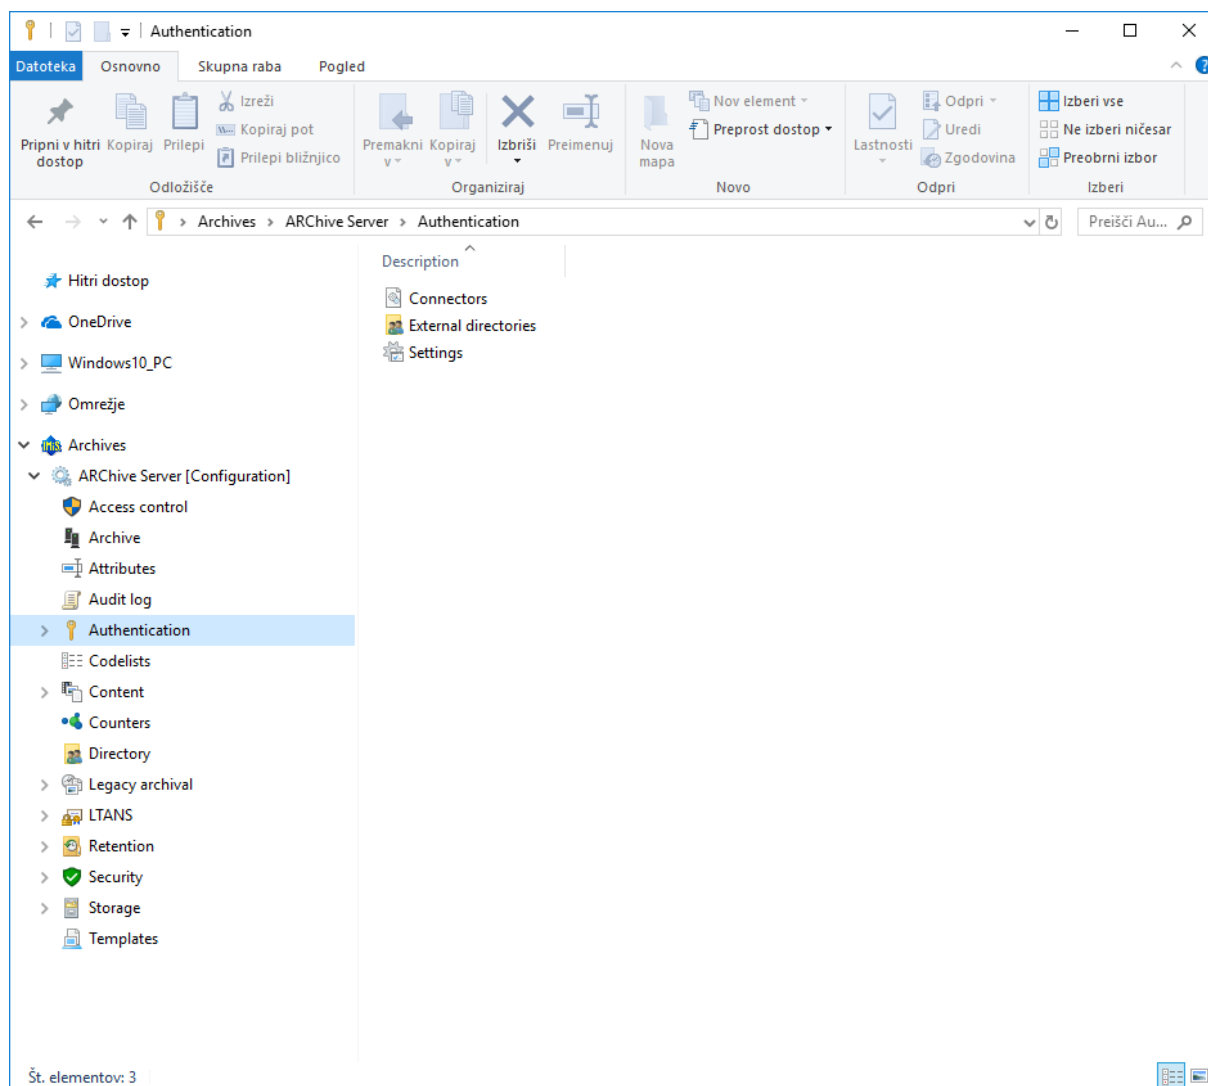 Authentication
Datoteka Osnovno Skupna raba Pogled
Pripni v hitri dostop
Kopiraj
Prilepi
Izreži
Kopiraj pot
Prilepi bližnjico
Odložišče
Premakni v
Kopiraj v
Izbriši
Preimenuj
Organiziraj
Nova mapa
Nov element
Preprost dostop
Novo
Lastnosti
Odpri
Uredi
Zgodovina
Odpri
Izberi vse
Ne izberi ničesar
Preobrni izbor
Izberi
Archives > ARChive Server > Authentication
Preišči Au...
Hitri dostop
OneDrive
Windows10_PC
Omrežje
Archives
ARChive Server [Configuration]
Access control
Archive
Attributes
Audit log
Authentication
Codelists
Content
Counters
Directory
Legacy archival
LTANS
Retention
Security
Storage
Templates
Description
Connectors
External directories
Settings
Št. elementov: 3